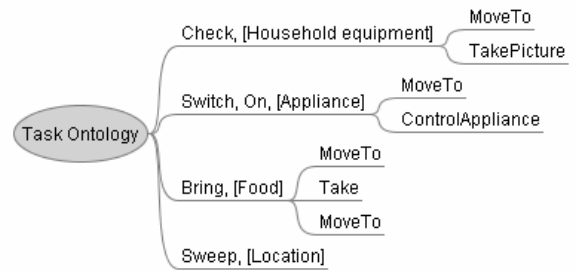 Task Ontology
Check, [Household equipment]
MoveTo
TakePicture
Switch, On, [Appliance]
MoveTo
ControlAppliance
Bring, [Food]
MoveTo
Take
MoveTo
Sweep, [Location]